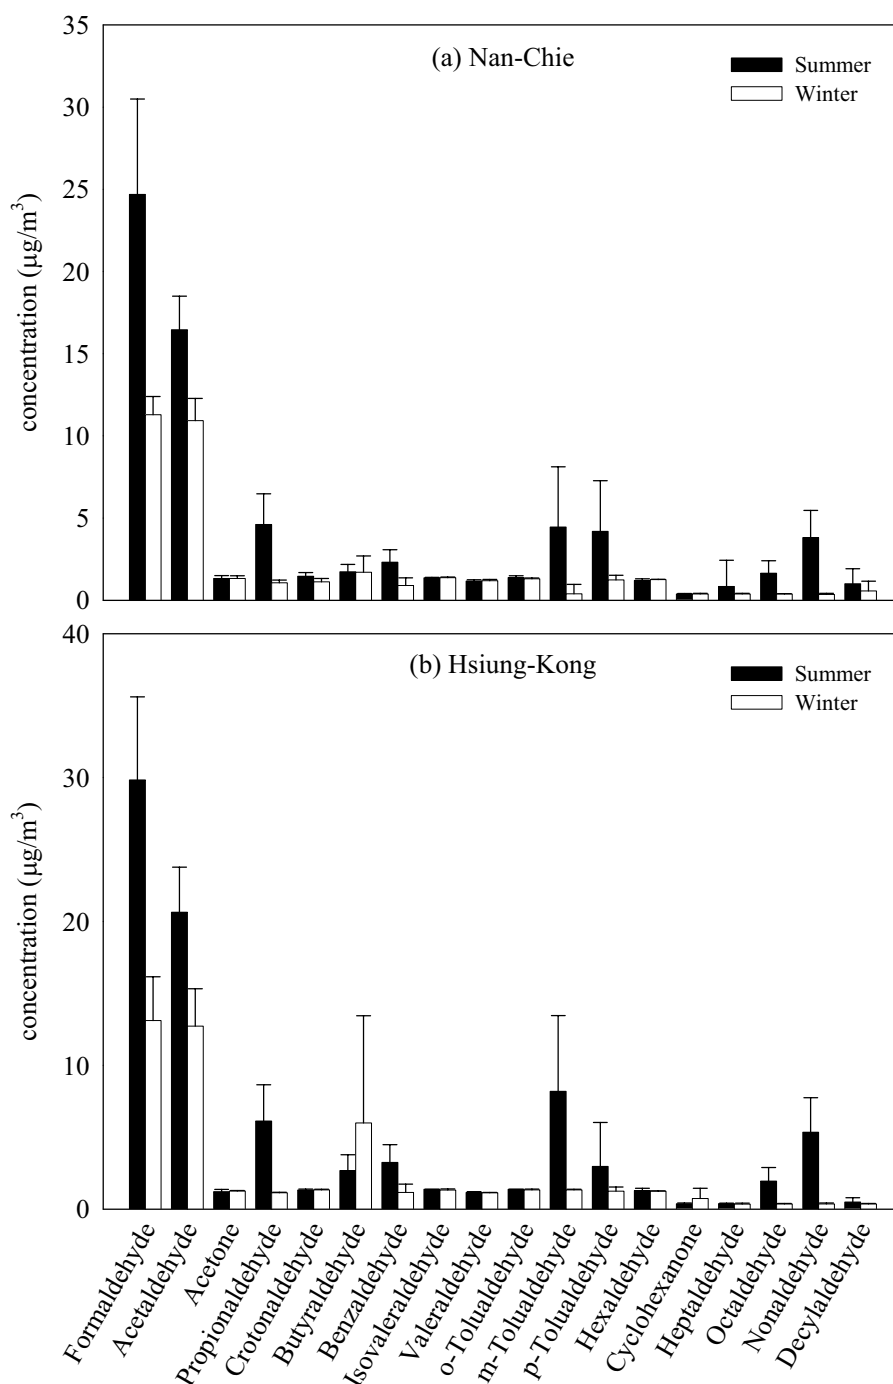 35
(a) Nan-Chie
Summer
Winter
30
25
20
15
10
5
0
concentration (µg/m³)
40
(b) Hsiung-Kong
Summer
Winter
30
20
10
0
concentration (µg/m³)
Formaldehyde
Acetaldehyde
Acetone
Propionaldehyde
Crotonaldehyde
Butyraldehyde
Benzaldehyde
Isovaleraldehyde
Valeraldehyde
o-Tolualdehyde
m-Tolualdehyde
p-Tolualdehyde
Hexaldehyde
Cyclohexanone
Heptaldehyde
Octaldehyde
Nonaldehyde
Decylaldehyde